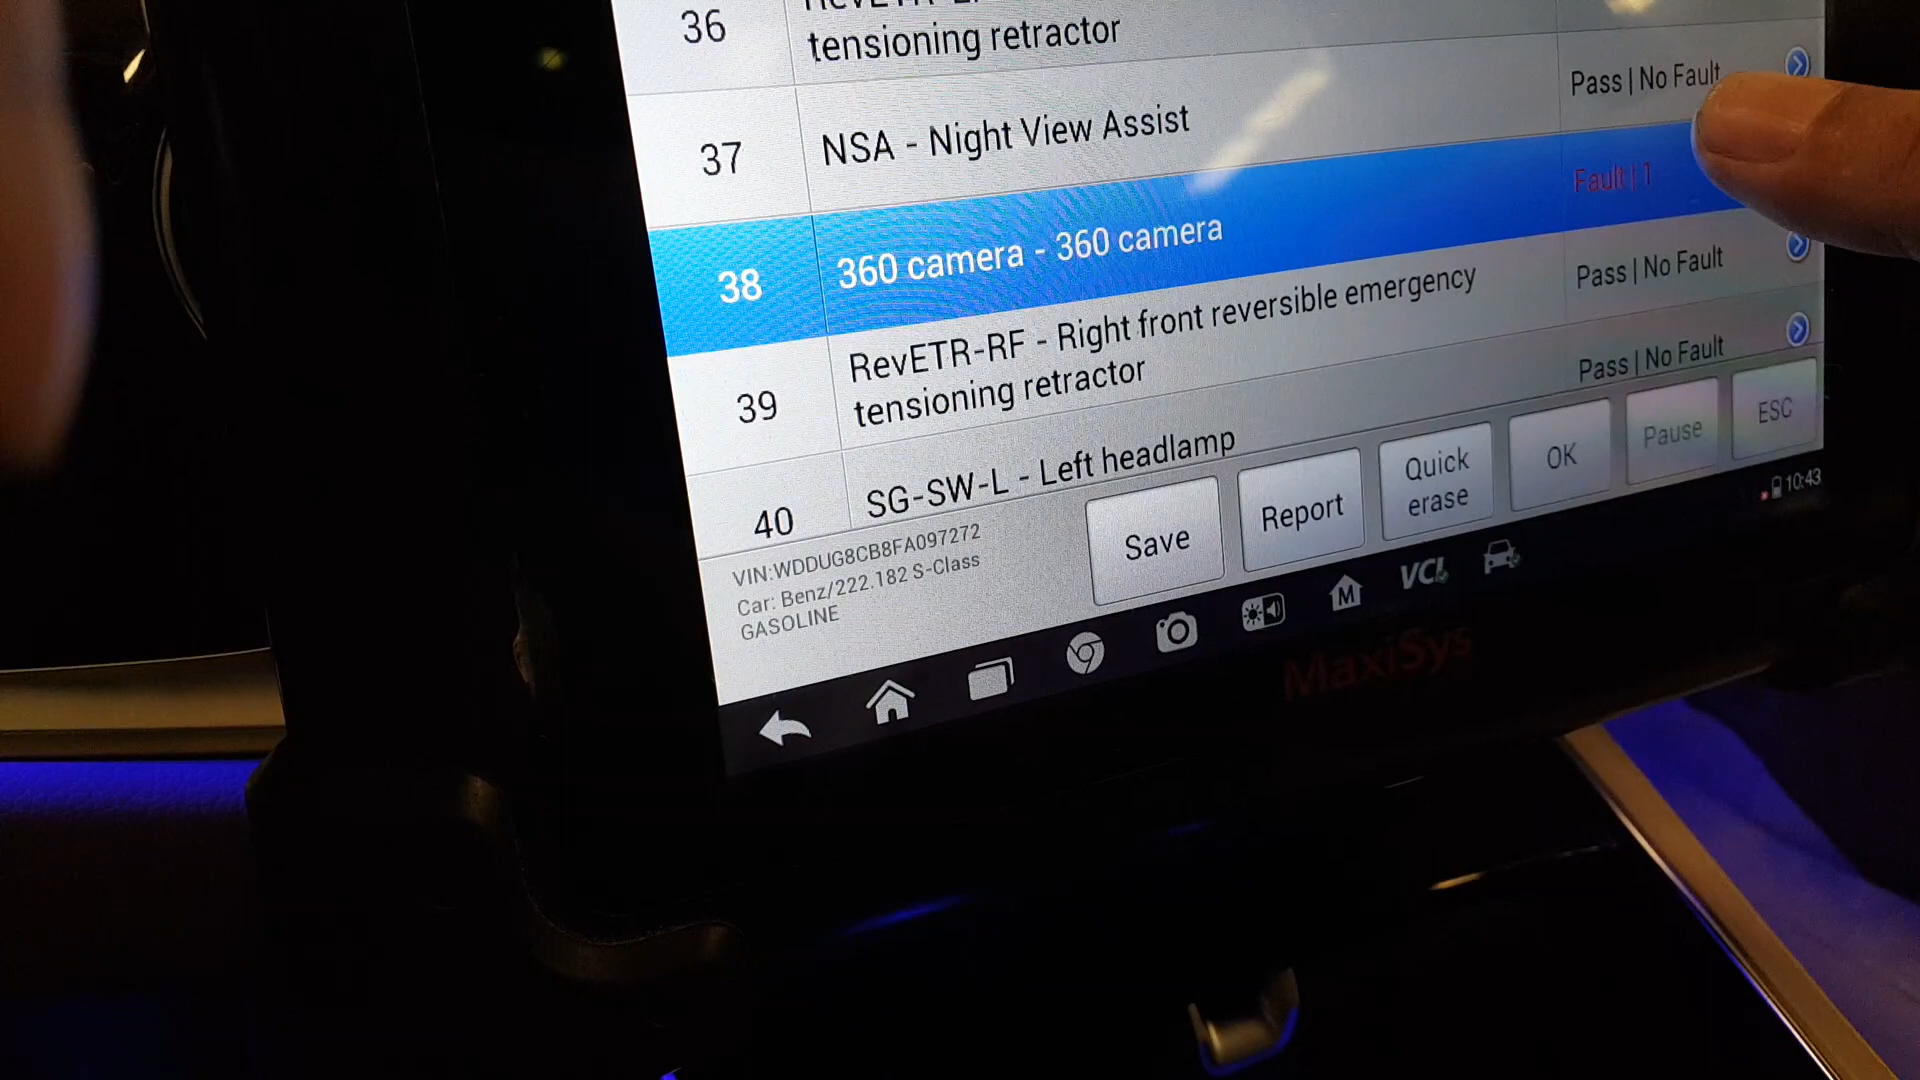 36
tensioning retractor
37 NSA - Night View Assist Pass | No Fault
38 360 camera - 360 camera Fault | 1
39 RevETR-RF - Right front reversible emergency
tensioning retractor Pass | No Fault
40 SG-SW-L - Left headlamp Pass | No Fault
VIN:WDDUG8CB8FA097272
Car: Benz/222.182 S-Class
GASOLINE
Save
Report
Quick
erase
OK
Pause
ESC
M
VCI
10:43
MaxiSys